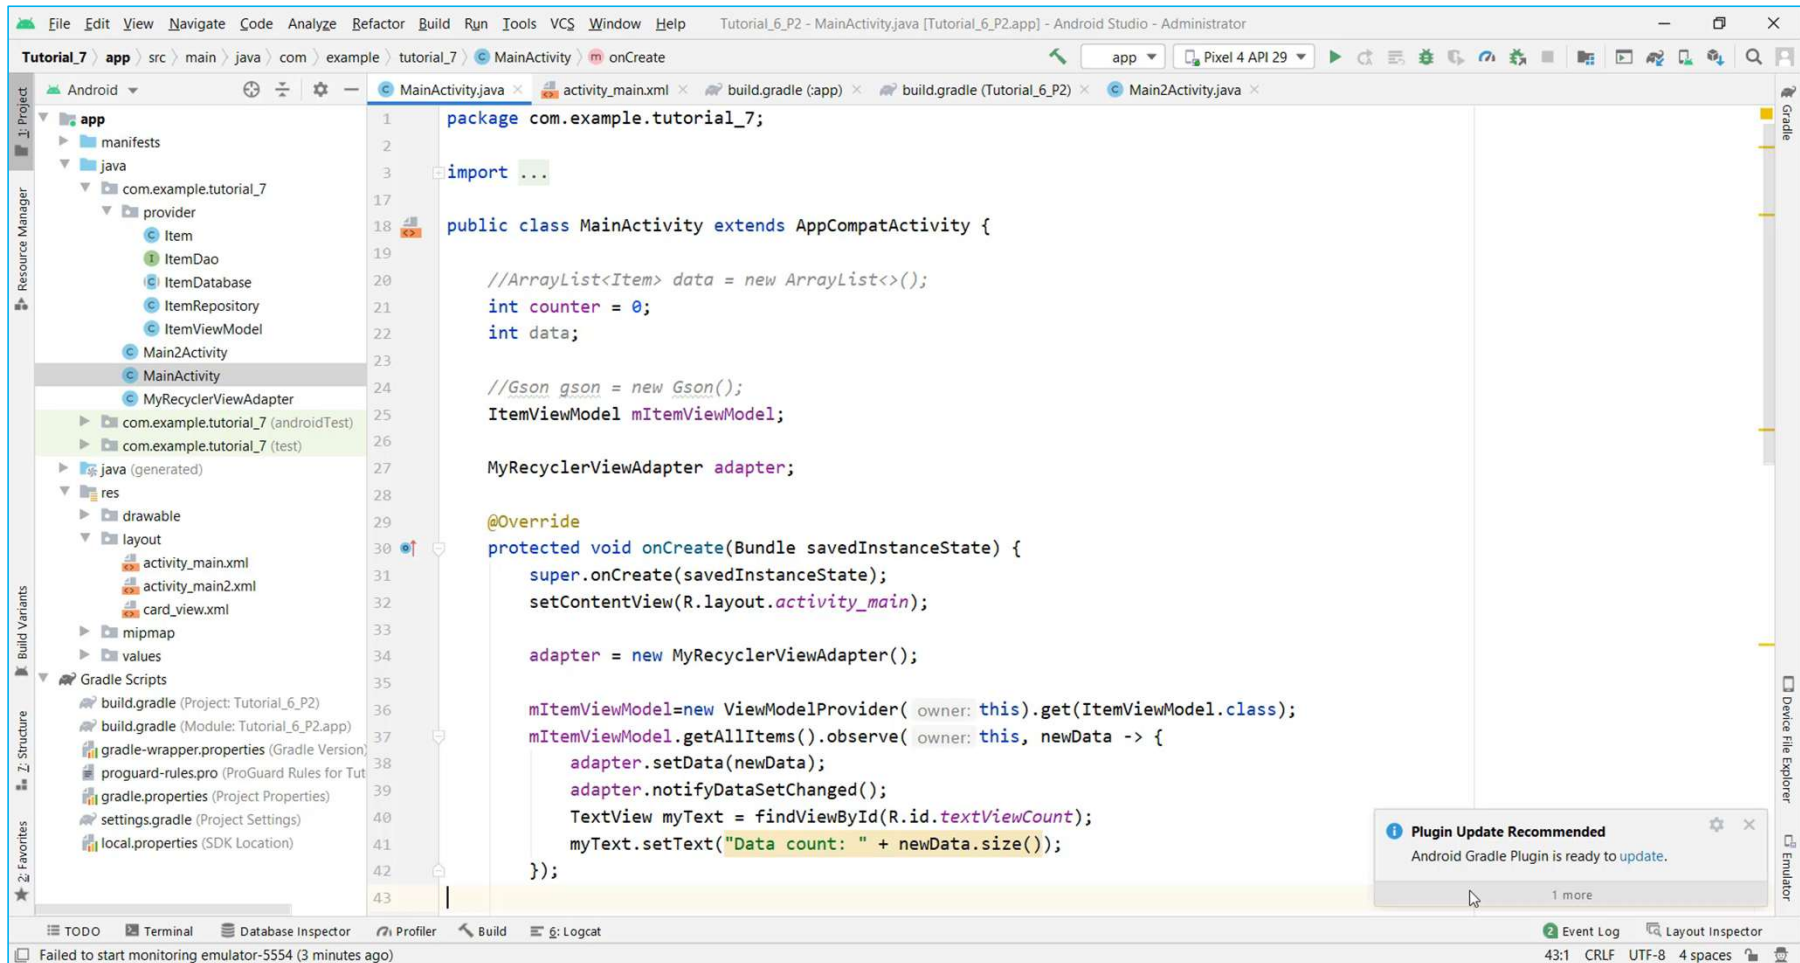 File Edit View Navigate Code Analyze Refactor Build Run Tools VCS Window Help Tutorial_6_P2 - MainActivity.java [Tutorial_6_P2.app] - Android Studio - Administrator
Tutorial_7 app src main java com example tutorial_7 MainActivity onCreate app Pixel 4 API 29
Android
MainActivity.java activity_main.xml build.gradle (:app) build.gradle (Tutorial_6_P2) Main2Activity.java
1: Project
Resource Manager
Build Variants
7: Structure
2: Favorites
app
manifests
java
com.example.tutorial_7
provider
Item
ItemDao
ItemDatabase
ItemRepository
ItemViewModel
Main2Activity
MainActivity
MyRecyclerViewAdapter
com.example.tutorial_7 (androidTest)
com.example.tutorial_7 (test)
java (generated)
res
drawable
layout
activity_main.xml
activity_main2.xml
card_view.xml
mipmap
values
Gradle Scripts
build.gradle (Project: Tutorial_6_P2)
build.gradle (Module: Tutorial_6_P2.app)
gradle-wrapper.properties (Gradle Version)
proguard-rules.pro (ProGuard Rules for Tut
gradle.properties (Project Properties)
settings.gradle (Project Settings)
local.properties (SDK Location)
1 package com.example.tutorial_7;
2
3 import ...
17
18 public class MainActivity extends AppCompatActivity {
19
20 //ArrayList<Item> data = new ArrayList<>();
21 int counter = 0;
22 int data;
23
24 //Gson gson = new Gson();
25 ItemViewModel mItemViewModel;
26
27 MyRecyclerViewAdapter adapter;
28
29 @Override
30 protected void onCreate(Bundle savedInstanceState) {
31 super.onCreate(savedInstanceState);
32 setContentView(R.layout.activity_main);
33
34 adapter = new MyRecyclerViewAdapter();
35
36 mItemViewModel=new ViewModelProvider( owner: this).get(ItemViewModel.class);
37 mItemViewModel.getAllItems().observe( owner: this, newData -> {
38 adapter.setData(newData);
39 adapter.notifyDataSetChanged();
40 TextView myText = findViewById(R.id.textViewCount);
41 myText.setText("Data count: " + newData.size());
42 });
43
Plugin Update Recommended
Android Gradle Plugin is ready to update.
1 more
Gradle
Device File Explorer
Emulator
TODO Terminal Database Inspector Profiler Build 6: Logcat 2 Event Log Layout Inspector
Failed to start monitoring emulator-5554 (3 minutes ago) 43:1 CRLF UTF-8 4 spaces